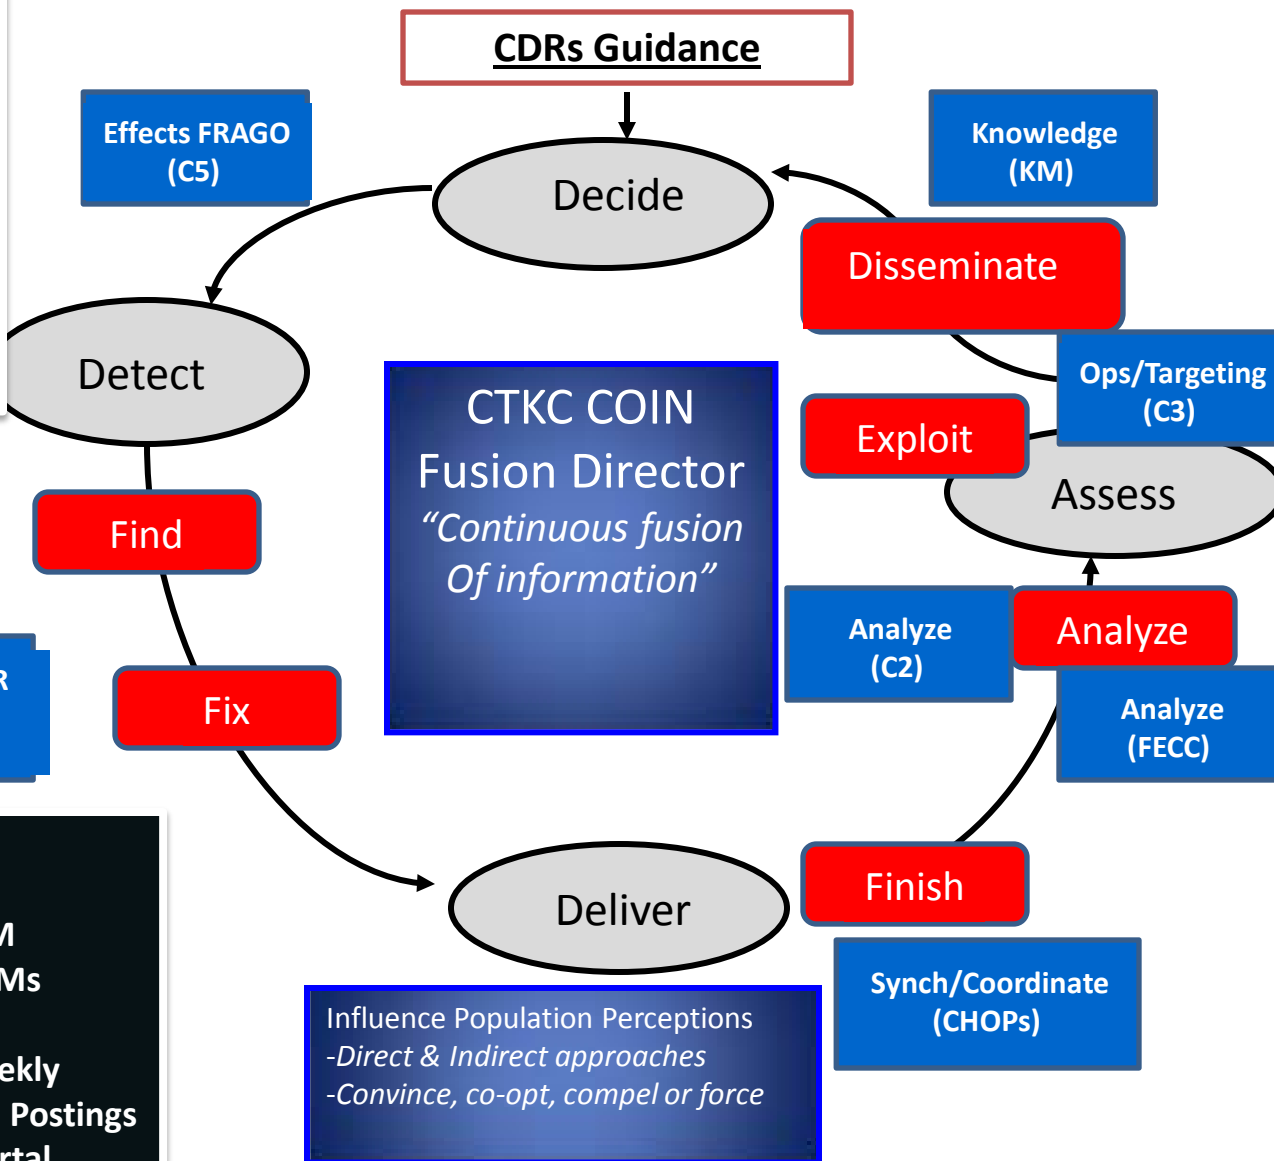 CDRs Guidance
Effects FRAGO
(C5)
Knowledge
(KM)
Decide
Disseminate
Detect
Ops/Targeting
(C3)
CTKC COIN
Fusion Director
“Continuous fusion
Of information”
Exploit
Assess
Find
Analyze
(C2)
Analyze
Fix
R
Analyze
(FECC)
Deliver
Finish
M
Ms
Synch/Coordinate
(CHOPs)
Influence Population Perceptions
-Direct & Indirect approaches
-Convince, co-opt, compel or force
ekly
Postings
rtal